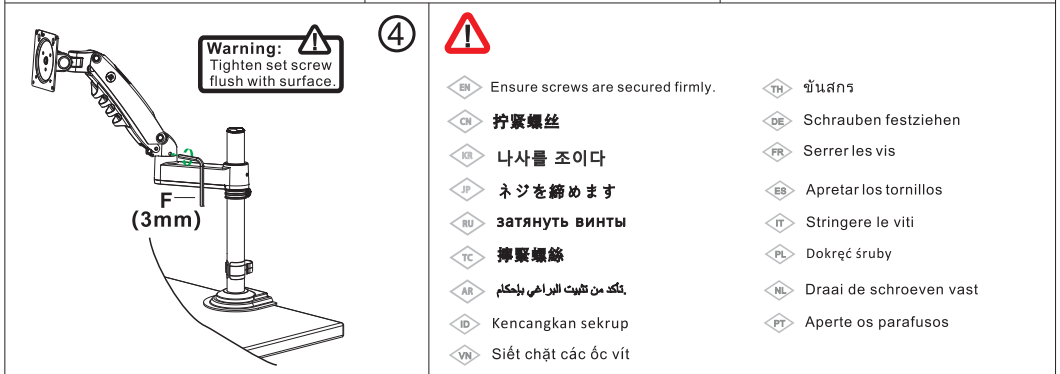 ④
Warning:
Tighten set screw
flush with surface.
F
(3mm)
EN Ensure screws are secured firmly.
CN 拧紧螺丝
KR 나사를 조이다
JP ネジを締めます
RU затянуть винты
TC 擰緊螺絲
AR تأكد من تثبيت البراغي بإحكام.
ID Kencangkan sekrup
VN Siết chặt các ốc vít
TH ขันสกร
DE Schrauben festziehen
FR Serrer les vis
ES Apretar los tornillos
IT Stringere le viti
PL Dokręć śruby
NL Draai de schroeven vast
PT Aperte os parafusos